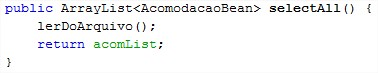 public ArrayList<AcomodacaoBean> selectAll() {
    lerDoArquivo();
    return acomList;
}